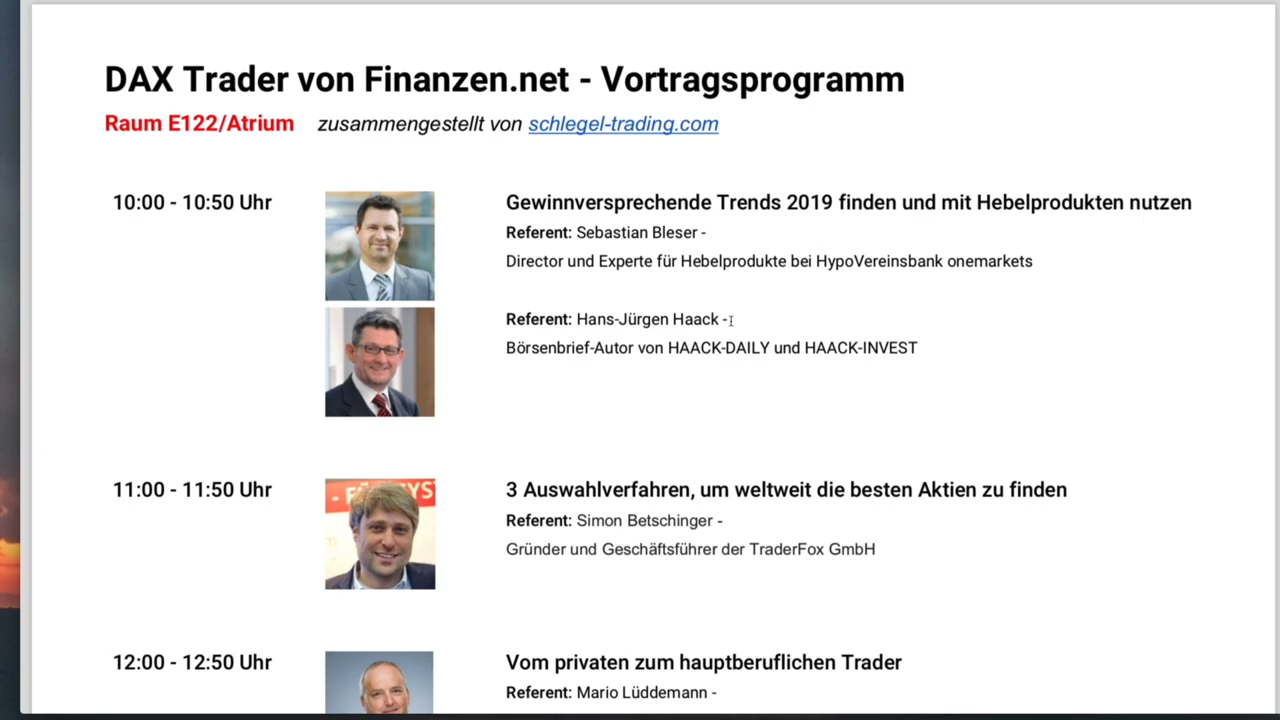 DAX Trader von Finanzen.net - Vortragsprogramm
Raum E122/Atrium zusammengestellt von schlegel-trading.com
10:00 - 10:50 Uhr
Gewinnversprechende Trends 2019 finden und mit Hebelprodukten nutzen
Referent: Sebastian Bleser -
Director und Experte für Hebelprodukte bei HypoVereinsbank onemarkets
Referent: Hans-Jürgen Haack -
Börsenbrief-Autor von HAACK-DAILY und HAACK-INVEST
11:00 - 11:50 Uhr
3 Auswahlverfahren, um weltweit die besten Aktien zu finden
Referent: Simon Betschinger -
Gründer und Geschäftsführer der TraderFox GmbH
12:00 - 12:50 Uhr
Vom privaten zum hauptberuflichen Trader
Referent: Mario Lüddemann -